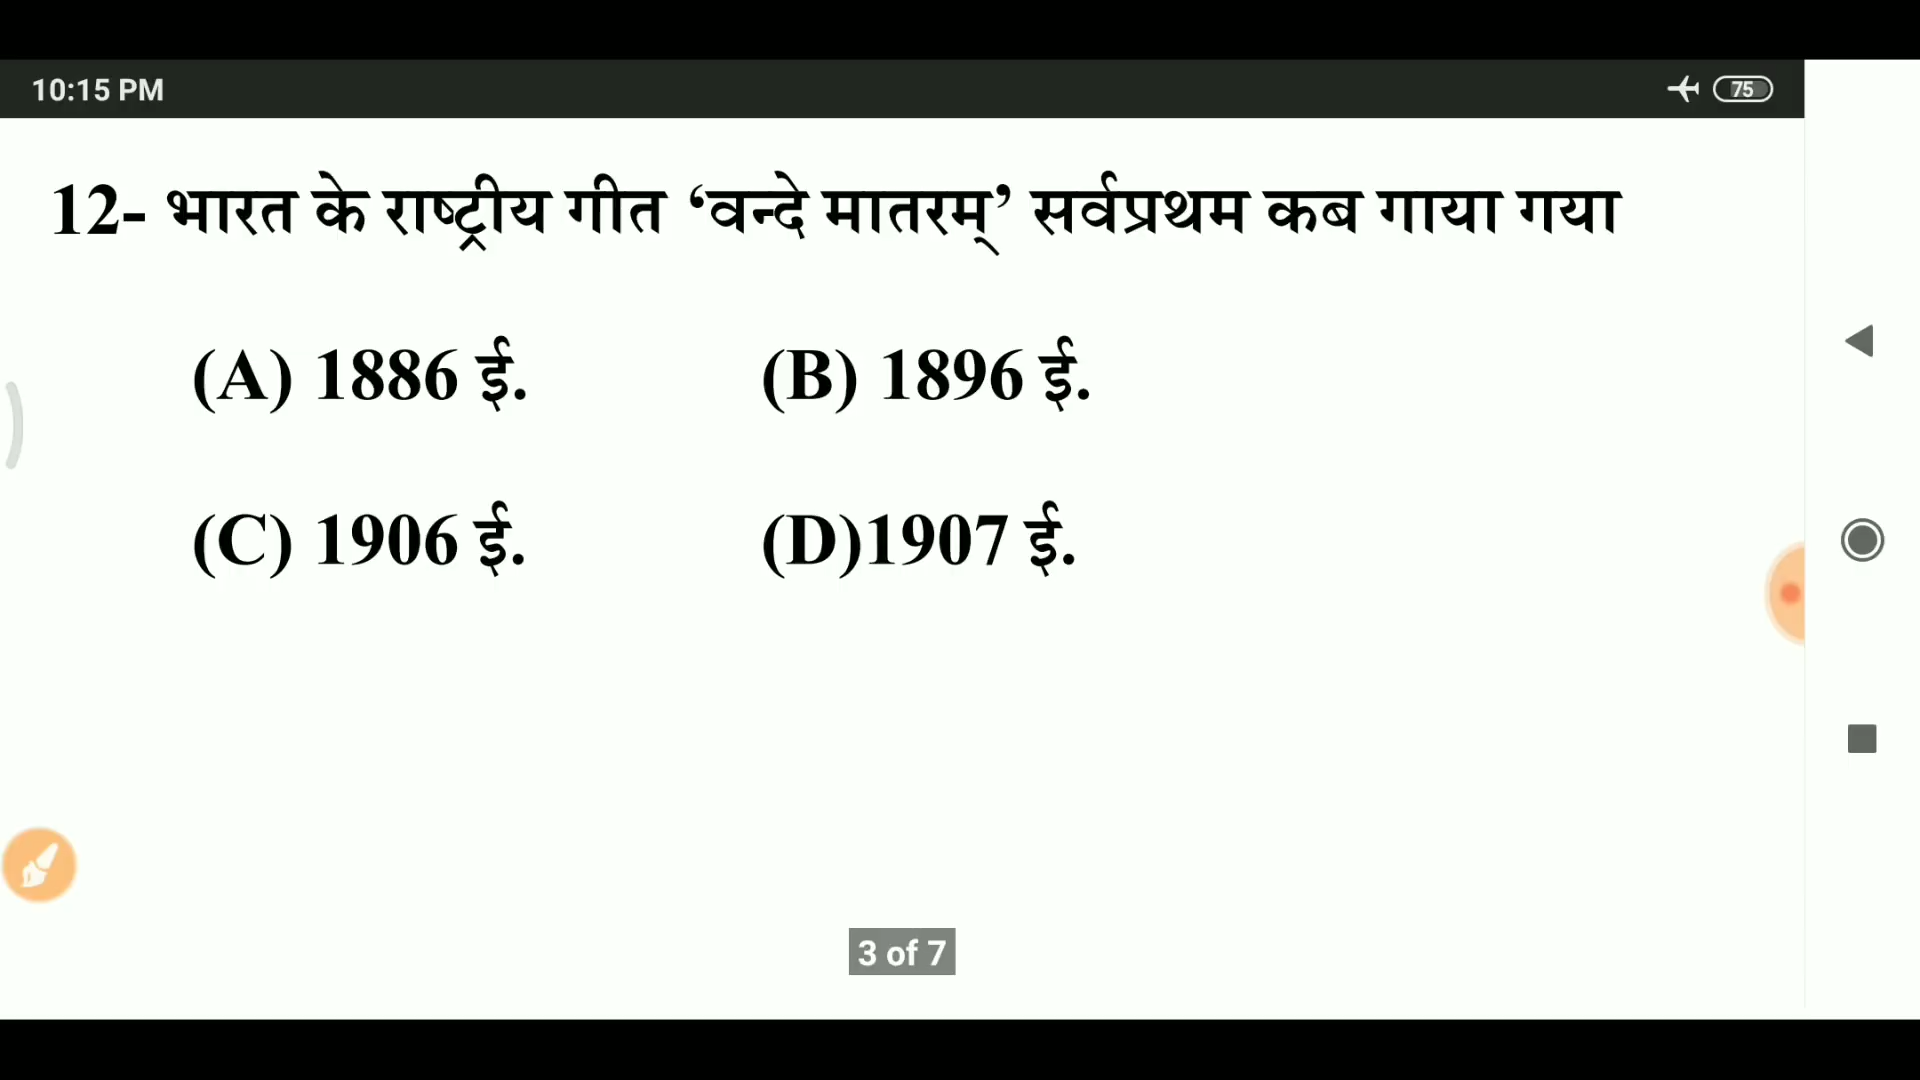 10:15 PM
75
12- भारत के राष्ट्रीय गीत ‘वन्दे मातरम्’ सर्वप्रथम कब गाया गया
(A) 1886 ई. (B) 1896 ई.
(C) 1906 ई. (D)1907 ई.
3 of 7